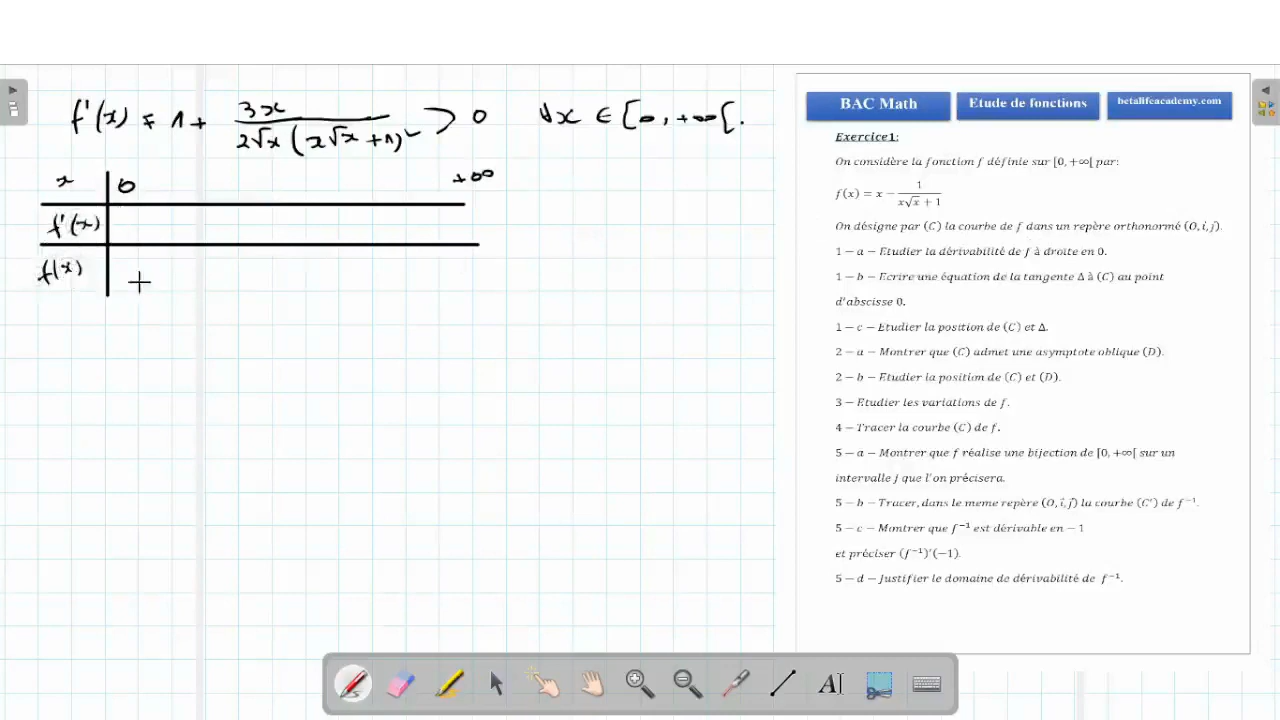 f'(x) = 1 + 3x / 2√x (x√x + 1)² > 0 ∀x ∈ [0, +∞[.
x 0 +∞
f'(x)
f(x)
BAC Math Etude de fonctions betalifeacademy.com
Exercice1:
On considère la fonction f définie sur [0, +∞[ par:
f(x) = x − 1 / x√x + 1
On désigne par (C) la courbe de f dans un repère orthonormé (O, i, j).
1 − a − Etudier la dérivabilité de f à droite en 0.
1 − b − Ecrire une équation de la tangente Δ à (C) au point
d'abscisse 0.
1 − c − Etudier la position de (C) et Δ.
2 − a − Montrer que (C) admet une asymptote oblique (D).
2 − b − Etudier la position de (C) et (D).
3 − Etudier les variations de f.
4 − Tracer la courbe (C) de f.
5 − a − Montrer que f réalise une bijection de [0, +∞[ sur un
intervalle j que l'on précisera.
5 − b − Tracer, dans le meme repère (O, i, j) la courbe (C') de f⁻¹.
5 − c − Montrer que f⁻¹ est dérivable en − 1
et préciser (f⁻¹)'(−1).
5 − d − Justifier le domaine de dérivabilité de f⁻¹.